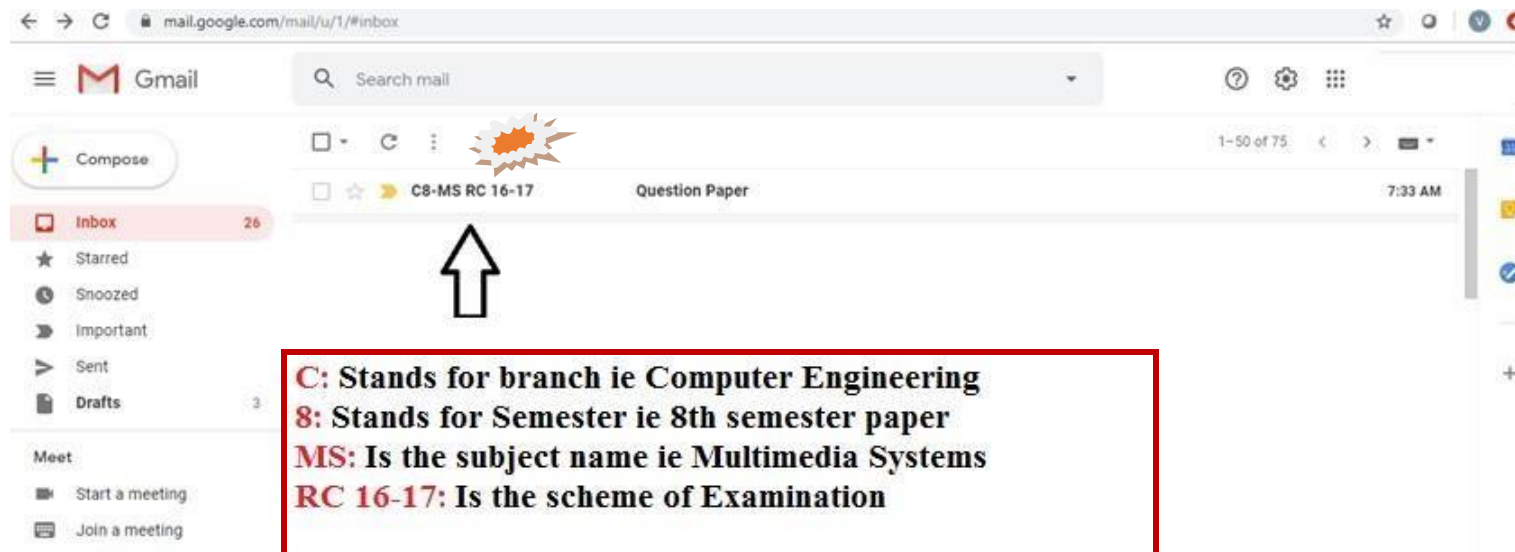 mail.google.com/mail/u/1/#inbox
V
Gmail
Search mail
Compose
1–50 of 75
C8-MS RC 16-17 Question Paper 7:33 AM
Inbox 26
Starred
Snoozed
Important
Sent
Drafts 3
Meet
Start a meeting
Join a meeting
C: Stands for branch ie Computer Engineering
8: Stands for Semester ie 8th semester paper
MS: Is the subject name ie Multimedia Systems
RC 16-17: Is the scheme of Examination